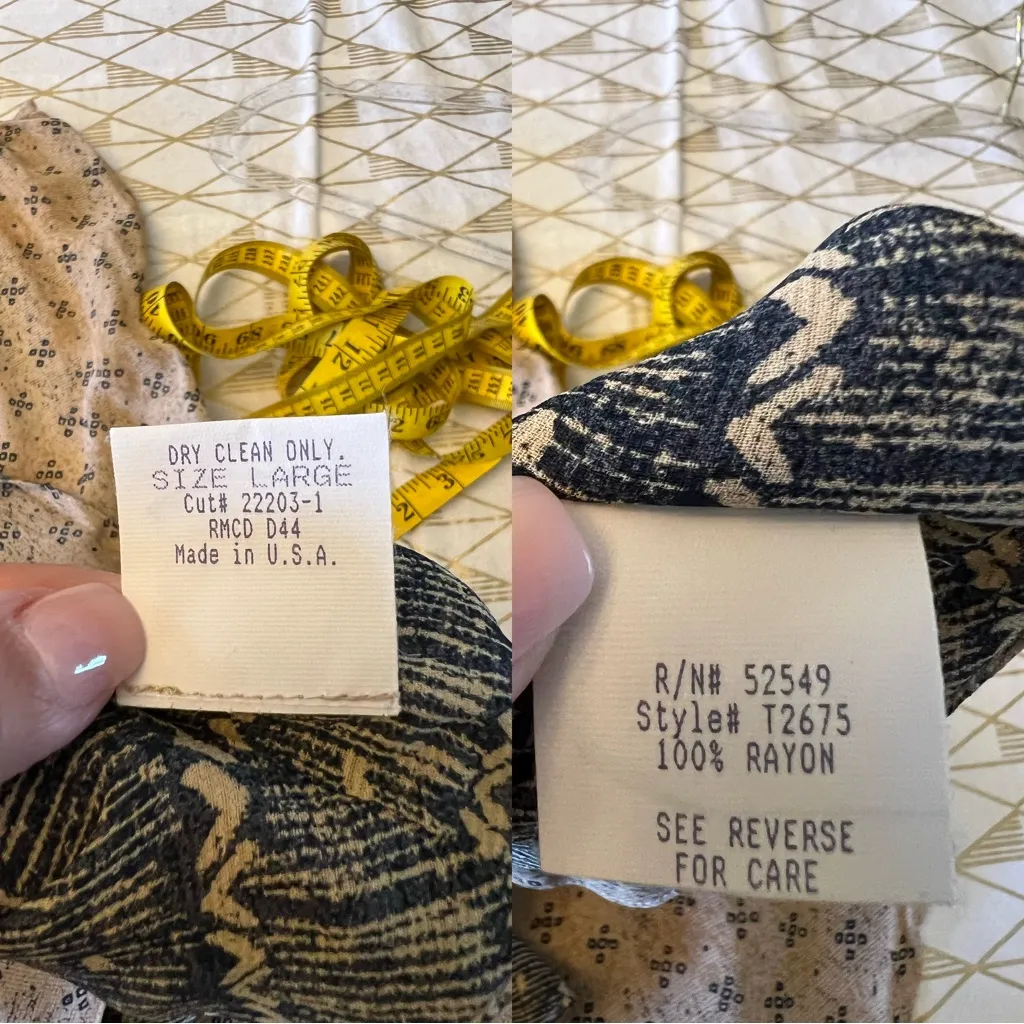 DRY CLEAN ONLY.
SIZE LARGE
Cut# 22203-1
RMCD D44
Made in U.S.A.
R/N# 52549
Style# T2675
100% RAYON
SEE REVERSE
FOR CARE